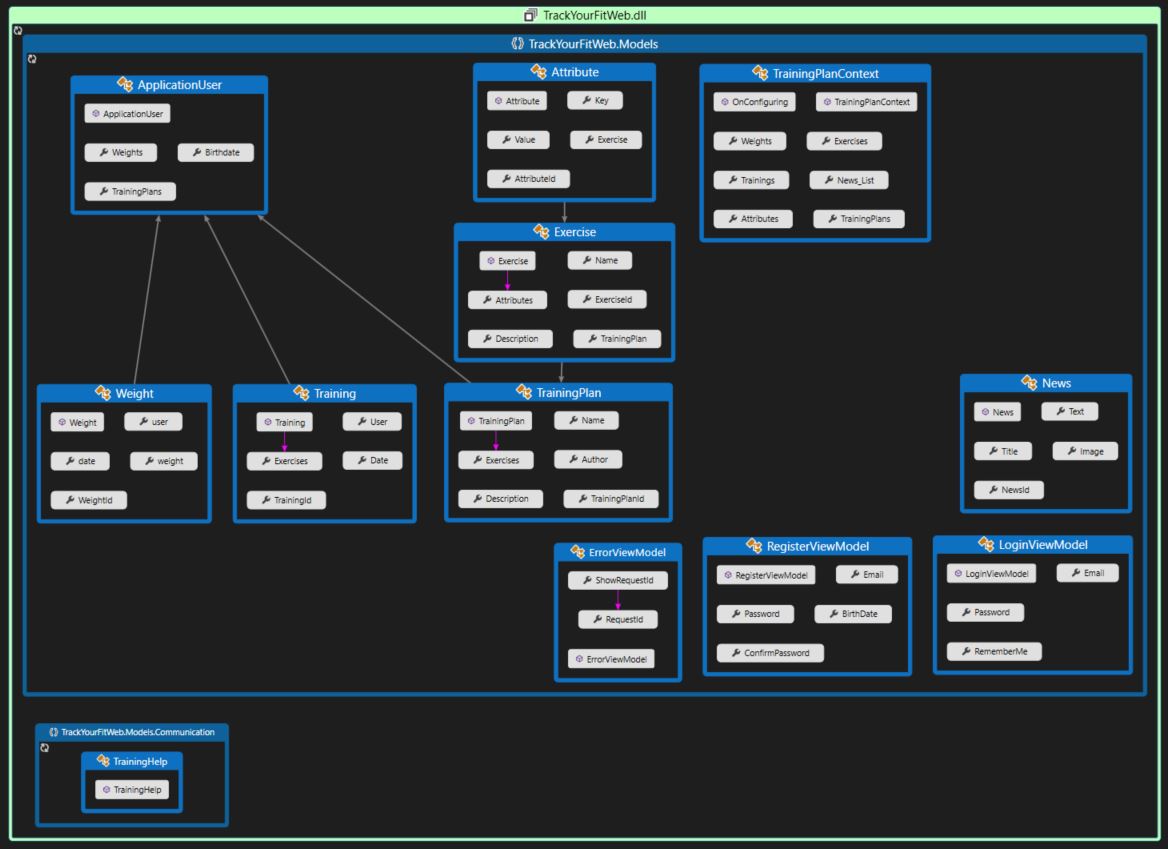 TrackYourFitWeb.dll
TrackYourFitWeb.Models
ApplicationUser
ApplicationUser
Weights
Birthdate
TrainingPlans
Attribute
Attribute
Key
Value
Exercise
AttributeId
TrainingPlanContext
OnConfiguring
TrainingPlanContext
Weights
Exercises
Trainings
News_List
Attributes
TrainingPlans
Exercise
Exercise
Name
Attributes
ExerciseId
Description
TrainingPlan
Weight
Weight
user
date
weight
WeightId
Training
Training
User
Exercises
Date
TrainingId
TrainingPlan
TrainingPlan
Name
Exercises
Author
Description
TrainingPlanId
News
News
Text
Title
Image
NewsId
ErrorViewModel
ShowRequestId
RequestId
ErrorViewModel
RegisterViewModel
RegisterViewModel
Email
Password
BirthDate
ConfirmPassword
LoginViewModel
LoginViewModel
Email
Password
RememberMe
TrackYourFitWeb.Models.Communication
TrainingHelp
TrainingHelp